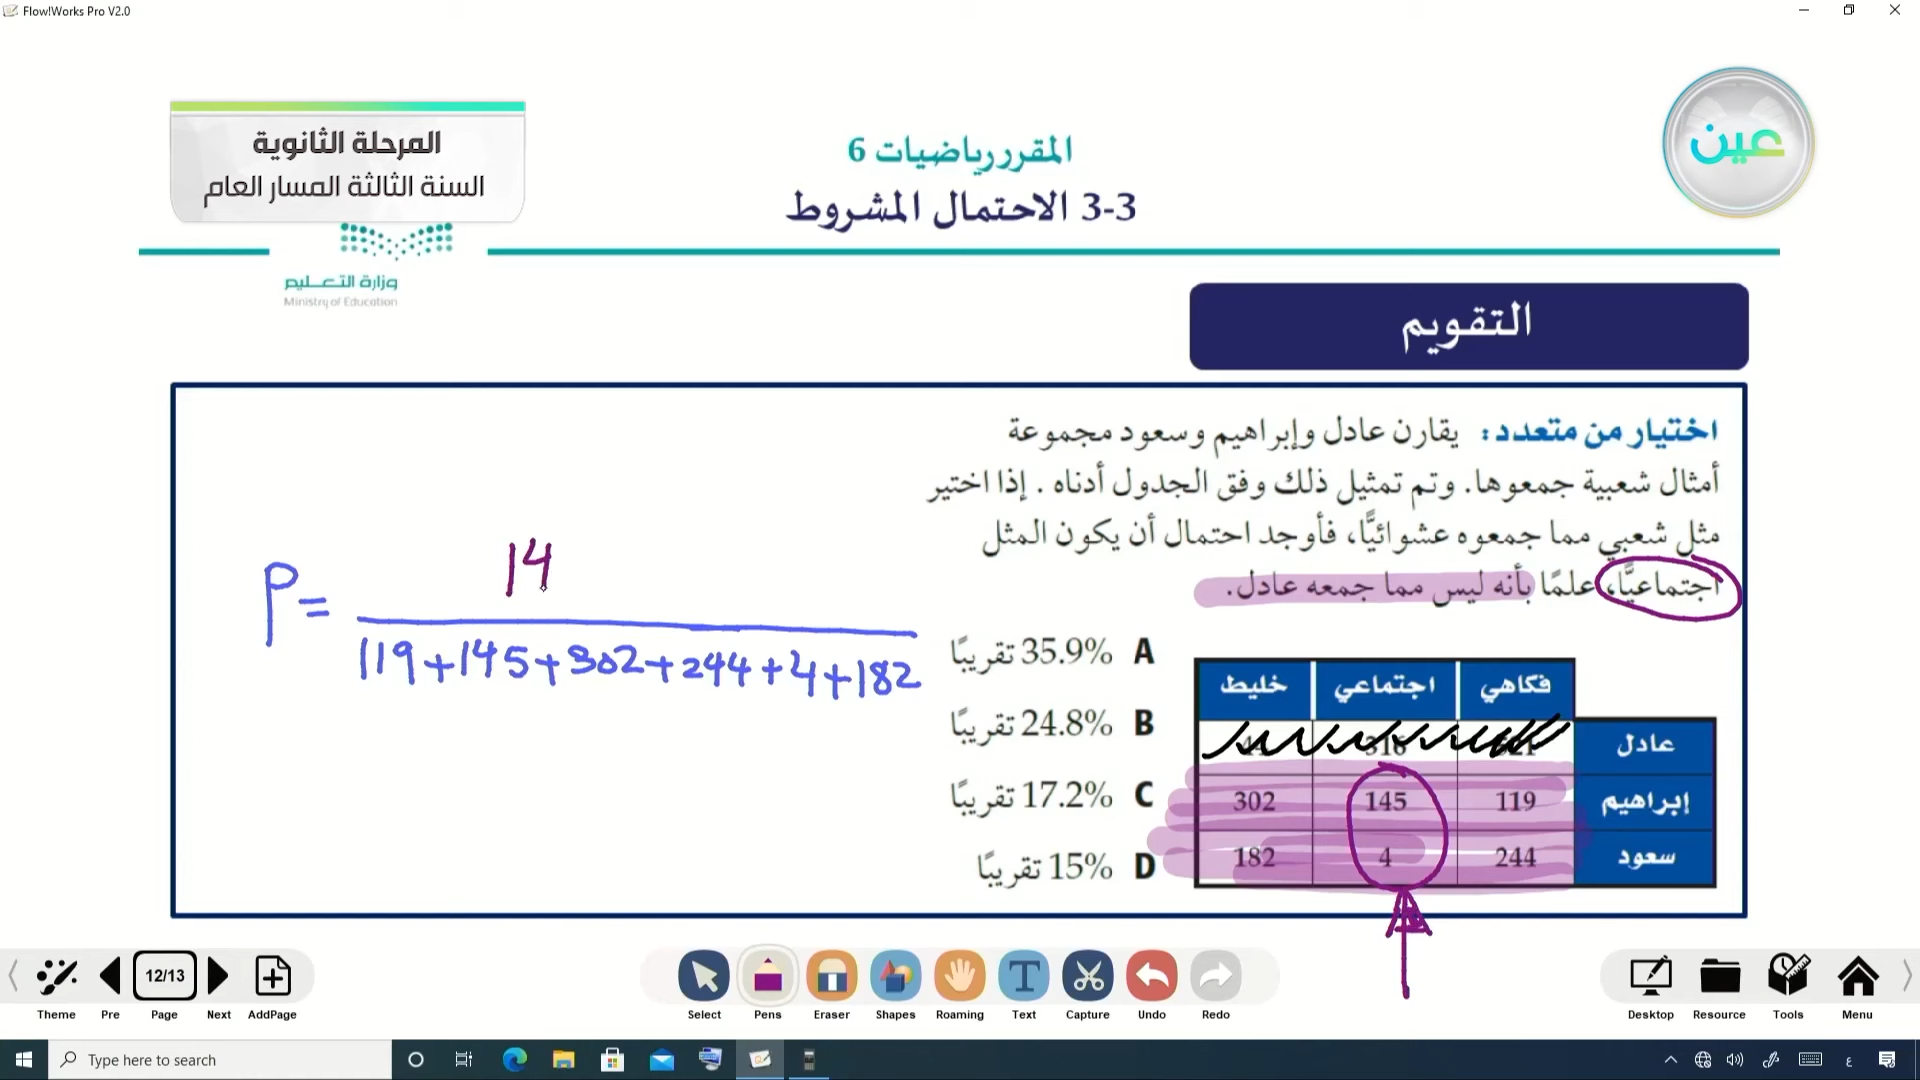 Flow!Works Pro V2.0
عين
المرحلة الثانوية
السنة الثالثة المسار العام
المقرر رياضيات 6
3-3 الاحتمال المشروط
وزارة التعليم
Ministry of Education
التقويم
اختيار من متعدد: يقارن عادل وإبراهيم وسعود مجموعة
أمثال شعبية جمعوها. وتم تمثيل ذلك وفق الجدول أدناه. إذا اختير
مثل شعبي مما جمعوه عشوائيًّا، فأوجد احتمال أن يكون المثل
اجتماعيًّا، علمًا بأنه ليس مما جمعه عادل.
A 35.9% تقريبًا
B 24.8% تقريبًا
C 17.2% تقريبًا
D 15% تقريبًا
فكاهي اجتماعي خليط
عادل 316
إبراهيم 119 145 302
سعود 244 4 182
14
P=
119+145+302+244+4+182
Theme Pre 12/13 Page Next AddPage
Select Pens Eraser Shapes Roaming Text Capture Undo Redo
Desktop Resource Tools Menu
Type here to search
ع